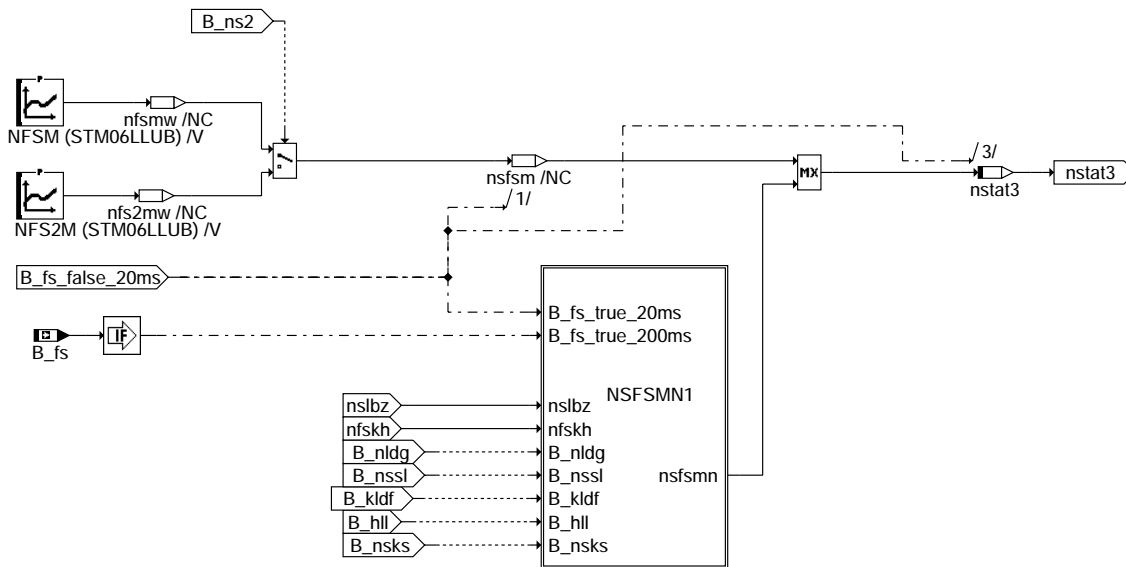 B_ns2
P
nfsmw /NC
NFSM (STM06LLUB) /V
3/
MX
nsfsm /NC
nstat3
nstat3
P
1/
nfs2mw /NC
NFS2M (STM06LLUB) /V
B_fs_false_20ms
B_fs_true_20ms
IF
B_fs_true_200ms
B_fs
NSFSMN1
nslbz
nslbz
nfskh
nfskh
B_nldg
B_nldg
B_nssl
B_nssl
nsfsmn
B_kldf
B_kldf
B_hll
B_hll
B_nsks
B_nsks